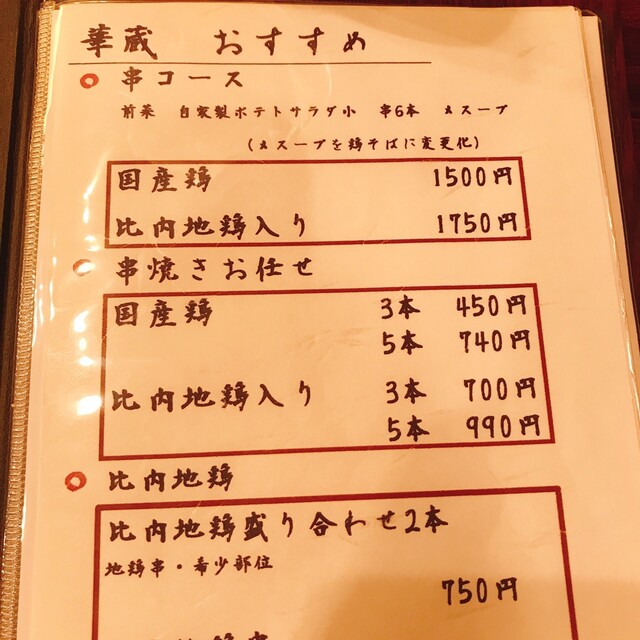 華蔵 おすすめ
串コース
前菜 自家製ポテトサラダ小 串6本 〆スープ
(〆スープを鶏そばに変更化)
国産鶏 1500円
比内地鶏入り 1750円
串焼きお任せ
国産鶏 3本 450円
5本 740円
比内地鶏入り 3本 700円
5本 990円
比内地鶏
比内地鶏盛り合わせ2本
地鶏串・希少部位
750円